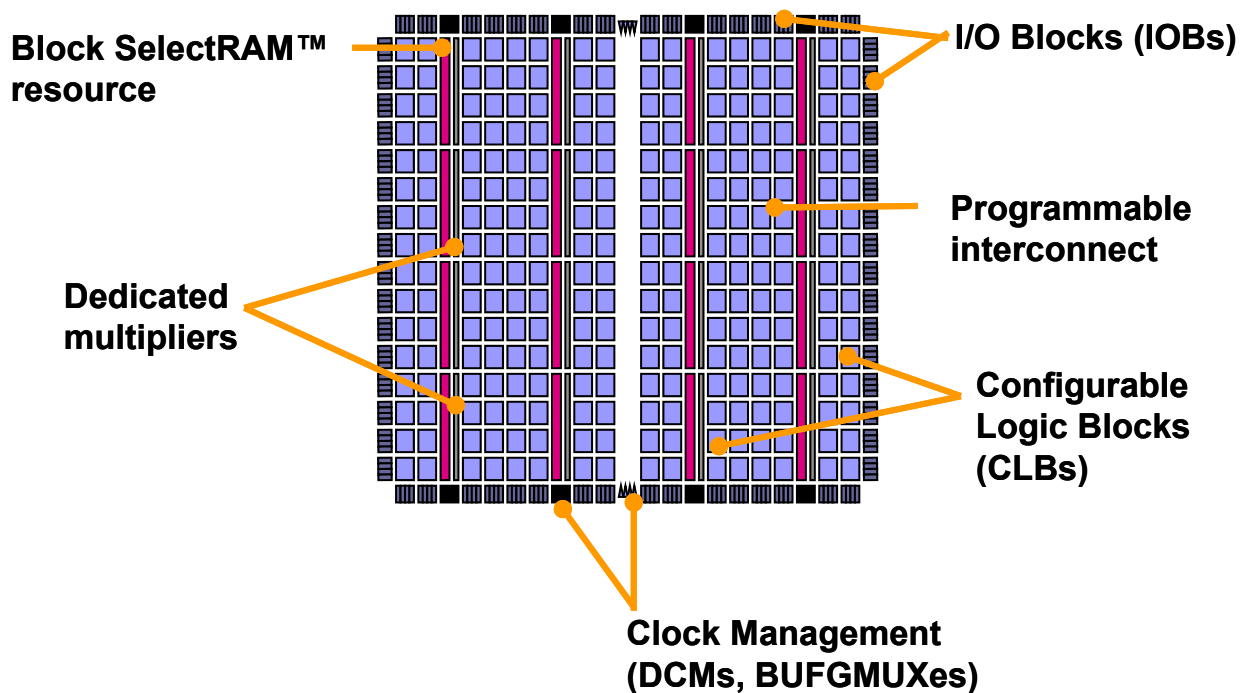 Block SelectRAM™
resource
I/O Blocks (IOBs)
Programmable
interconnect
Dedicated
multipliers
Configurable
Logic Blocks
(CLBs)
Clock Management
(DCMs, BUFGMUXes)